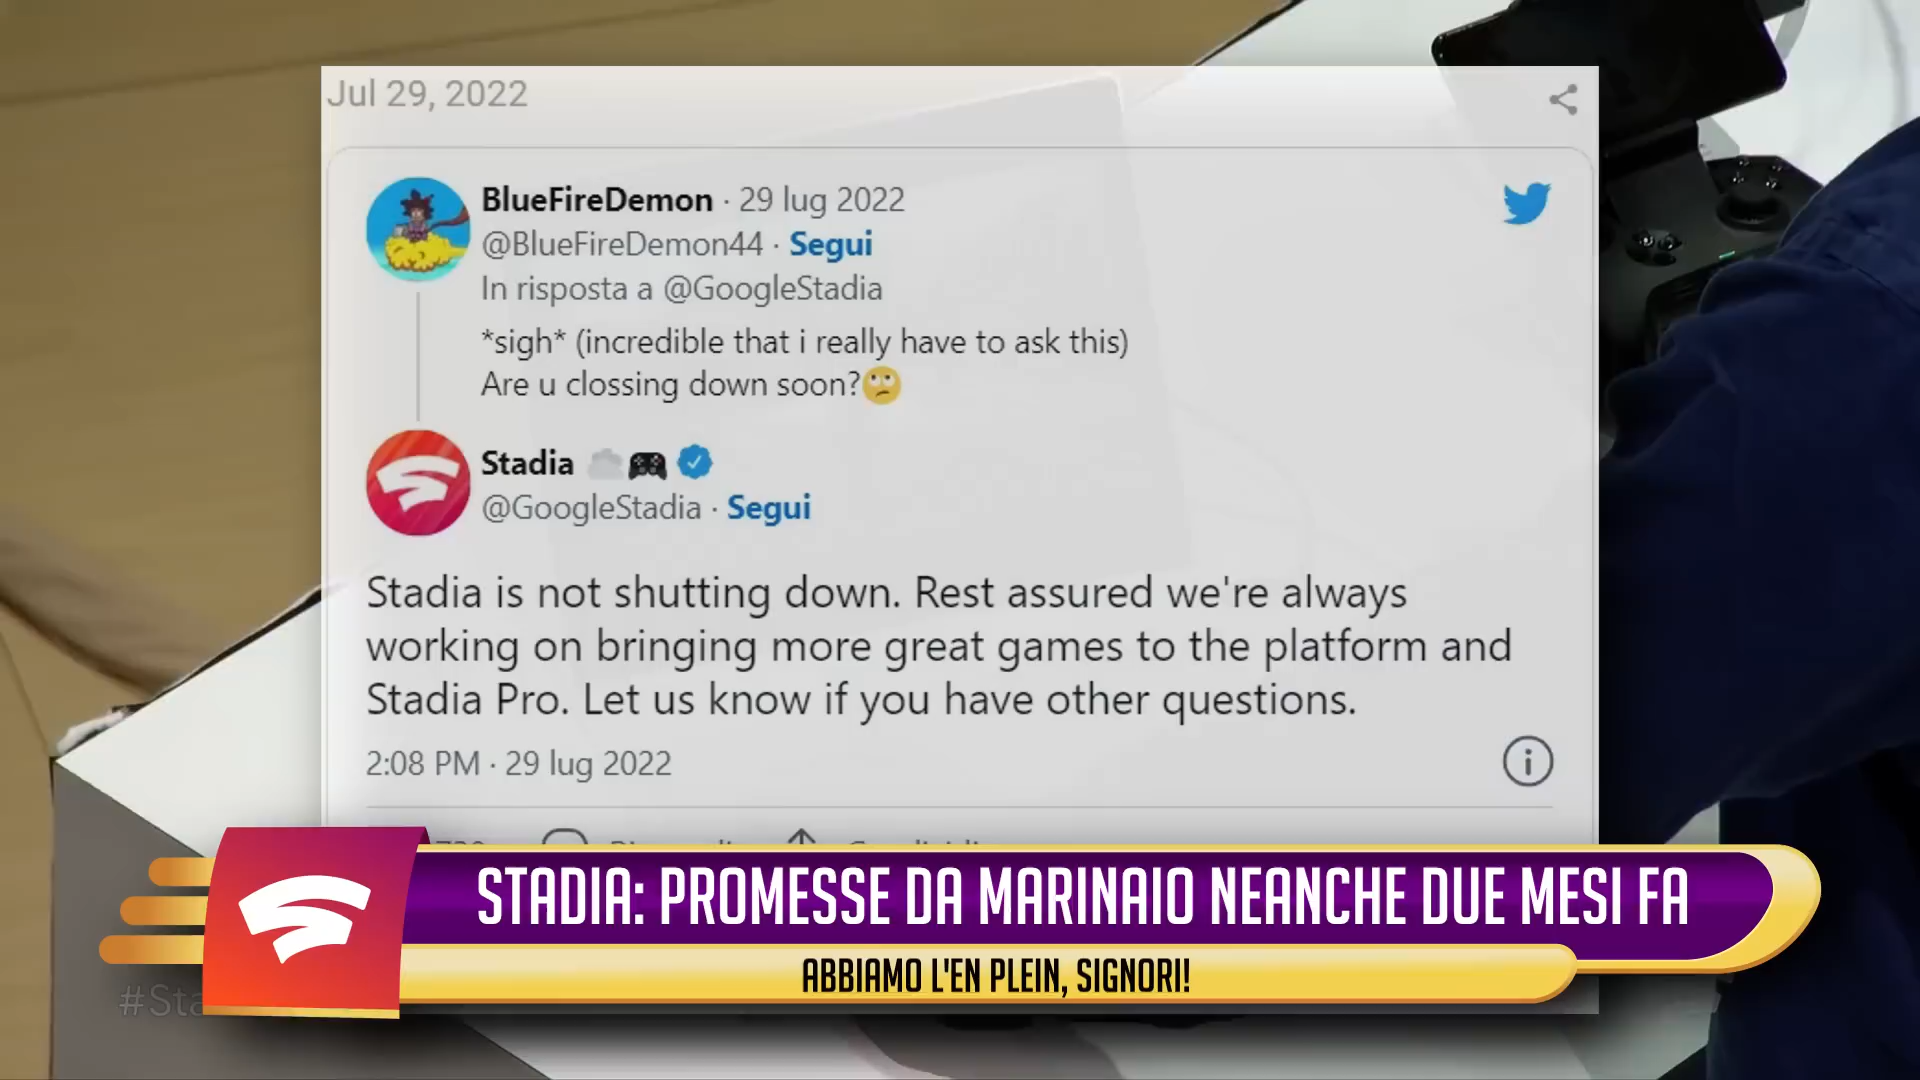 Jul 29, 2022
BlueFireDemon · 29 lug 2022
@BlueFireDemon44 · Segui
In risposta a @GoogleStadia
*sigh* (incredible that i really have to ask this)
Are u clossing down soon?🙄
Stadia ☁️🎮
@GoogleStadia · Segui
Stadia is not shutting down. Rest assured we're always
working on bringing more great games to the platform and
Stadia Pro. Let us know if you have other questions.
2:08 PM · 29 lug 2022
STADIA: PROMESSE DA MARINAIO NEANCHE DUE MESI FA
ABBIAMO L'EN PLEIN, SIGNORI!